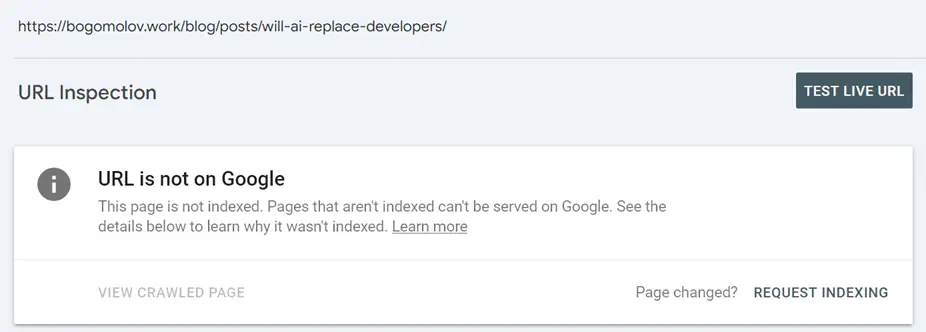 https://bogomolov.work/blog/posts/will-ai-replace-developers/
URL Inspection
TEST LIVE URL
URL is not on Google
This page is not indexed. Pages that aren't indexed can't be served on Google. See the
details below to learn why it wasn't indexed. Learn more
VIEW CRAWLED PAGE
Page changed?
REQUEST INDEXING